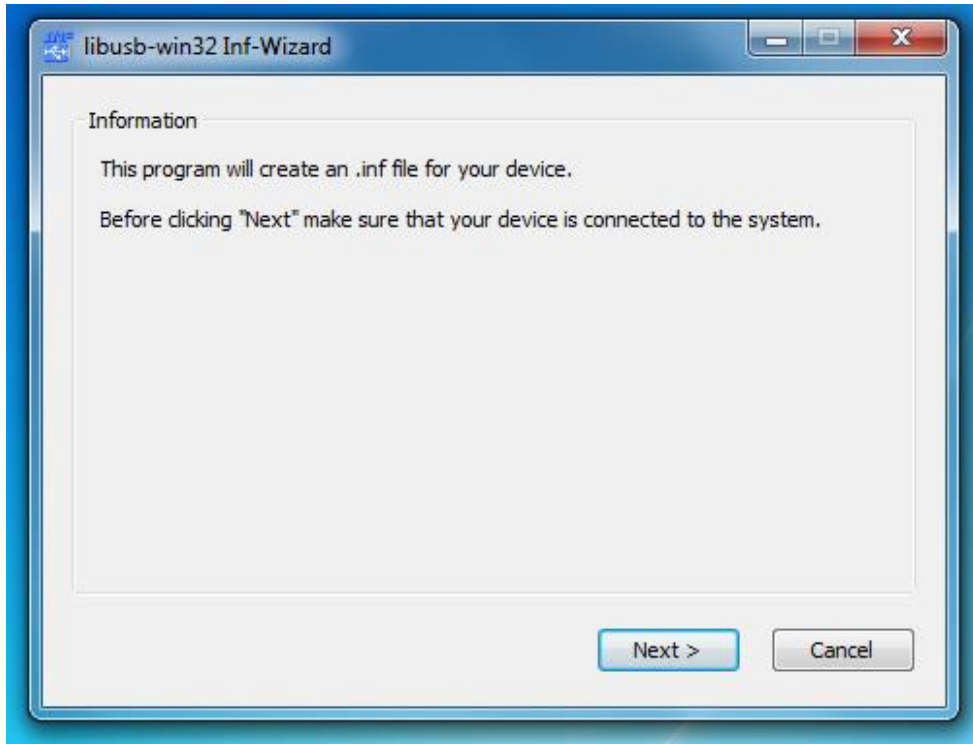 libusb-win32 Inf-Wizard
Information
This program will create an .inf file for your device.
Before clicking "Next" make sure that your device is connected to the system.
Next >
Cancel